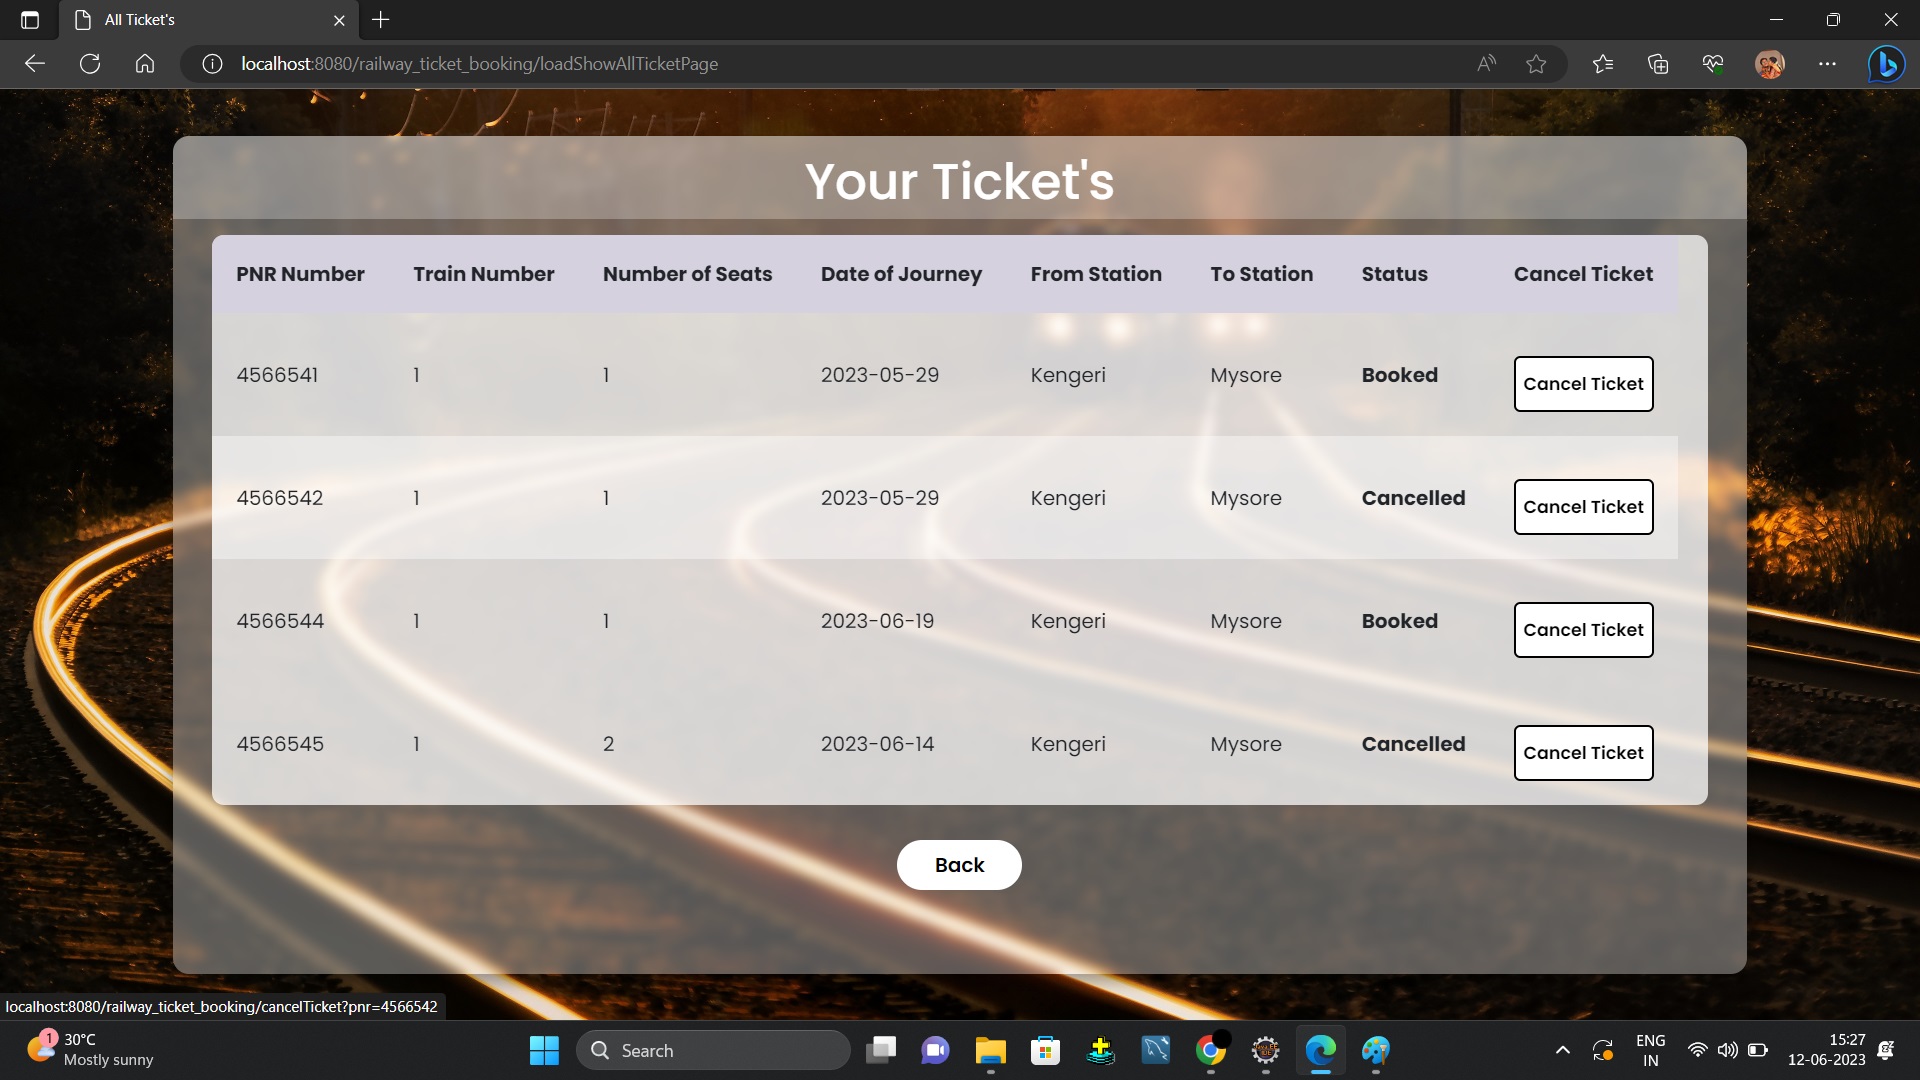 All Ticket's
localhost:8080/railway_ticket_booking/loadShowAllTicketPage
Your Ticket's
PNR Number Train Number Number of Seats Date of Journey From Station To Station Status Cancel Ticket
4566541 1 1 2023-05-29 Kengeri Mysore Booked Cancel Ticket
4566542 1 1 2023-05-29 Kengeri Mysore Cancelled Cancel Ticket
4566544 1 1 2023-06-19 Kengeri Mysore Booked Cancel Ticket
4566545 1 2 2023-06-14 Kengeri Mysore Cancelled Cancel Ticket
Back
localhost:8080/railway_ticket_booking/cancelTicket?pnr=4566542
1 30°C
Mostly sunny
Search
ENG
IN
15:27
12-06-2023